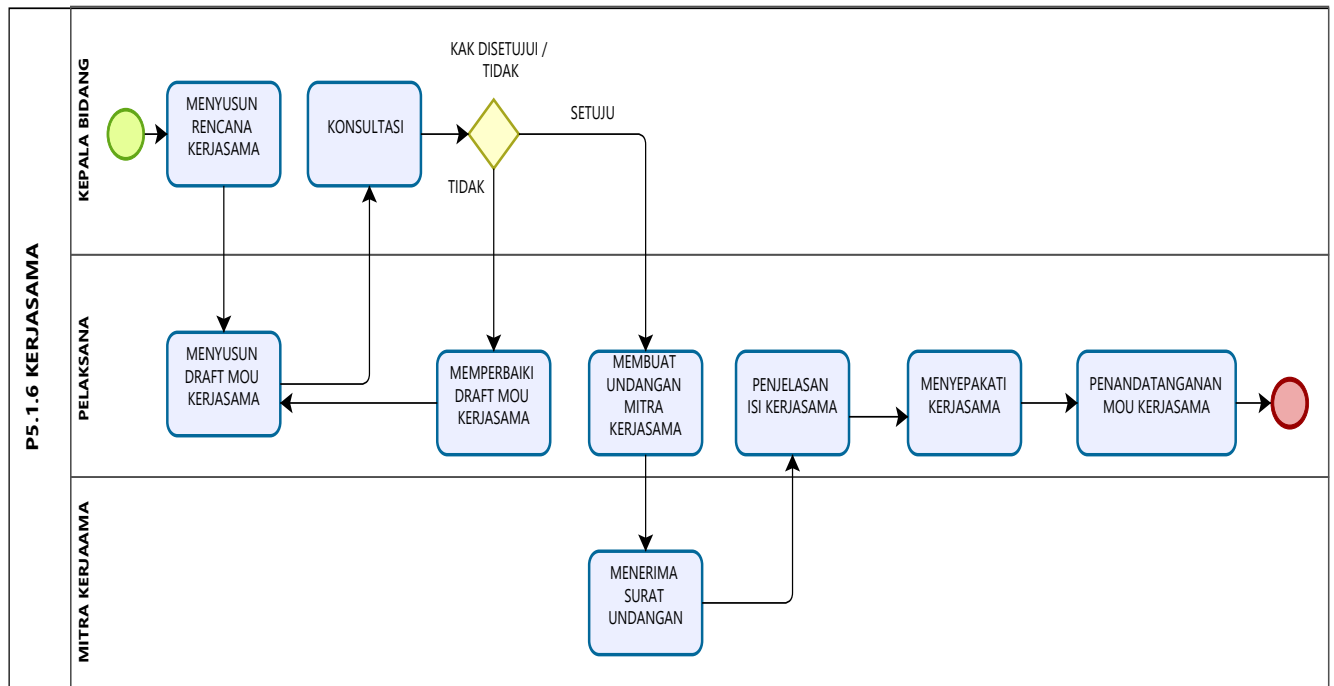 P5.1.6 KERJASAMA
KEPALA BIDANG
MENYUSUN
RENCANA
KERJASAMA
KONSULTASI
KAK DISETUJUI /
TIDAK
SETUJU
TIDAK
PELAKSANA
MENYUSUN
DRAFT MOU
KERJASAMA
MEMPERBAIKI
DRAFT MOU
KERJASAMA
MEMBUAT
UNDANGAN
MITRA
KERJASAMA
PENJELASAN
ISI KERJASAMA
MENYEPAKATI
KERJASAMA
PENANDATANGANAN
MOU KERJASAMA
MITRA KERJAAMA
MENERIMA
SURAT
UNDANGAN